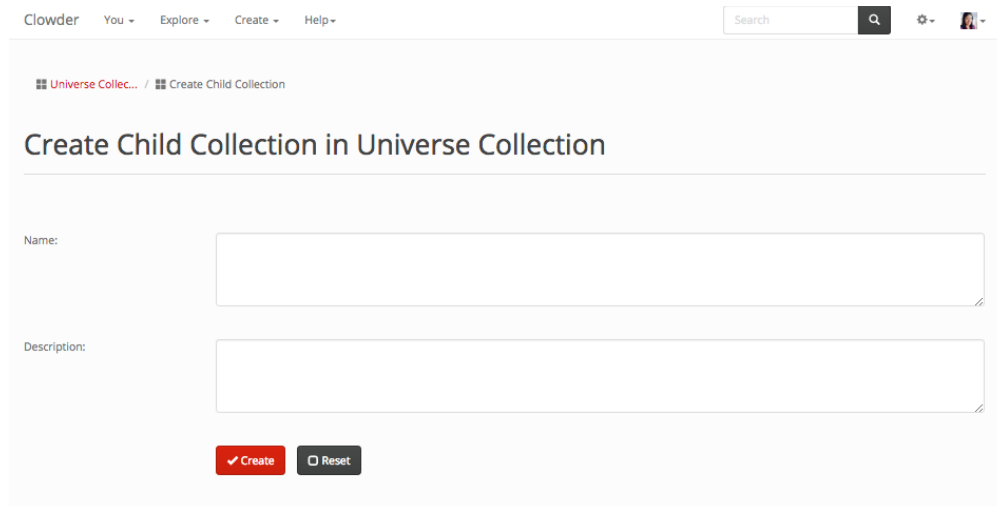 Clowder You Explore Create Help Search
Universe Collec... / Create Child Collection
Create Child Collection in Universe Collection
Name:
Description:
Create Reset